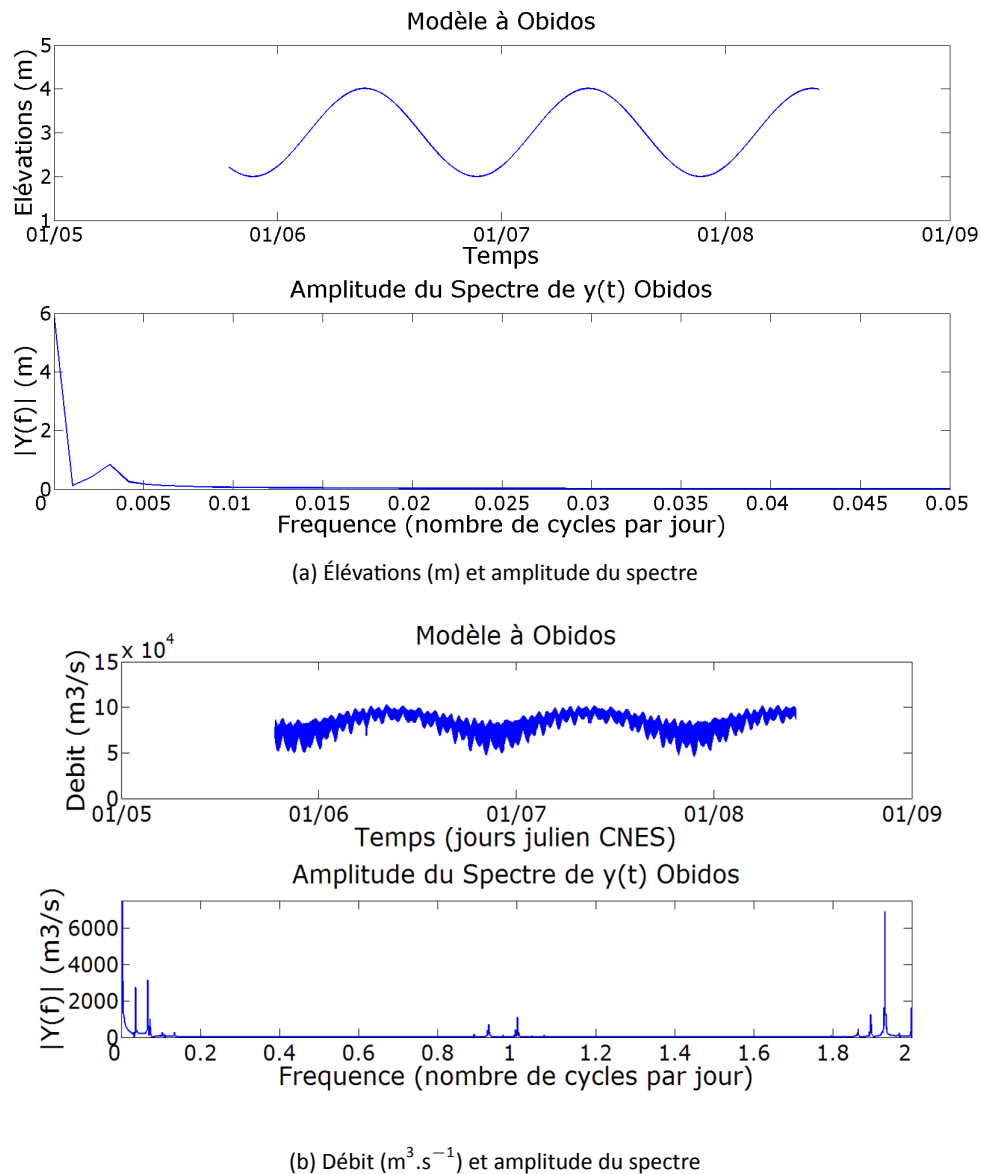 Modèle à Obidos
Elévations (m)
5
4
3
2
1
01/05 01/06 01/07 01/08 01/09
Temps
Amplitude du Spectre de y(t) Obidos
|Y(f)| (m)
6
4
2
0
0 0.005 0.01 0.015 0.02 0.025 0.03 0.035 0.04 0.045 0.05
Fréquence (nombre de cycles par jour)
(a) Élévations (m) et amplitude du spectre
Modèle à Obidos
Debit (m3/s)
15 x 10^4
10
5
0
01/05 01/06 01/07 01/08 01/09
Temps (jours julien CNES)
Amplitude du Spectre de y(t) Obidos
|Y(f)| (m3/s)
6000
4000
2000
0
0 0.2 0.4 0.6 0.8 1 1.2 1.4 1.6 1.8 2
Frequence (nombre de cycles par jour)
(b) Débit (m³.s⁻¹) et amplitude du spectre